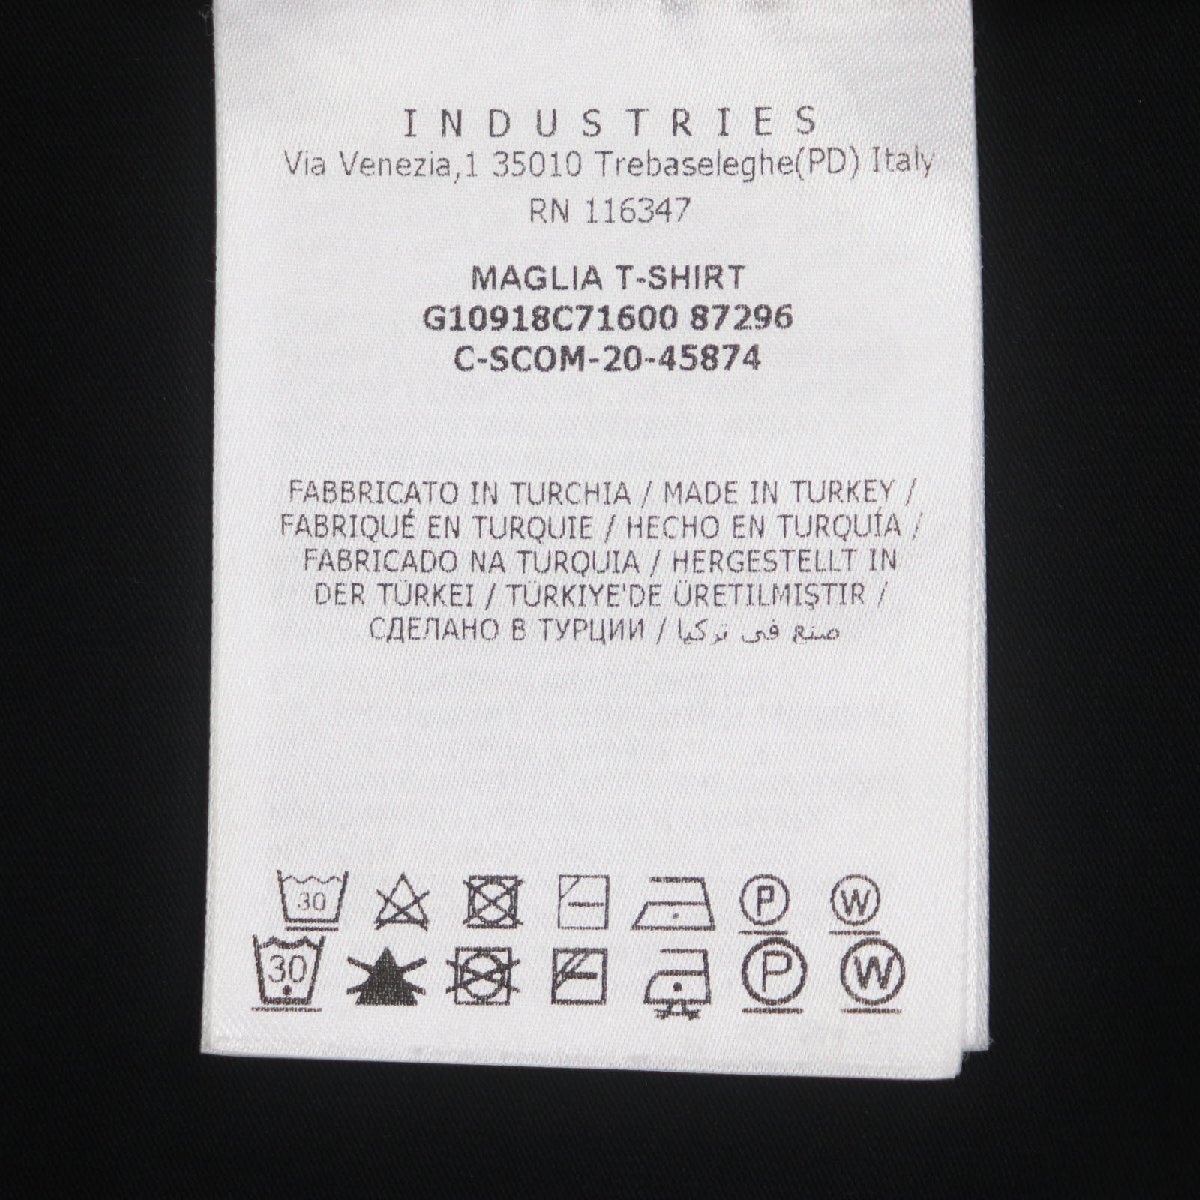 INDUSTRIES
Via Venezia,1 35010 Trebaseleghe(PD) Italy
RN 116347
MAGLIA T-SHIRT
G10918C71600 87296
C-SCOM-20-45874
FABBRICATO IN TURCHIA / MADE IN TURKEY /
FABRIQUÉ EN TURQUIE / HECHO EN TURQUÍA /
FABRICADO NA TURQUIA / HERGESTELLT IN
DER TÜRKEI / TÜRKIYE'DE ÜRETILMIŞTIR /
СДЕЛАНО В ТУРЦИИ / صنع في تركيا
30 P W
30 P W